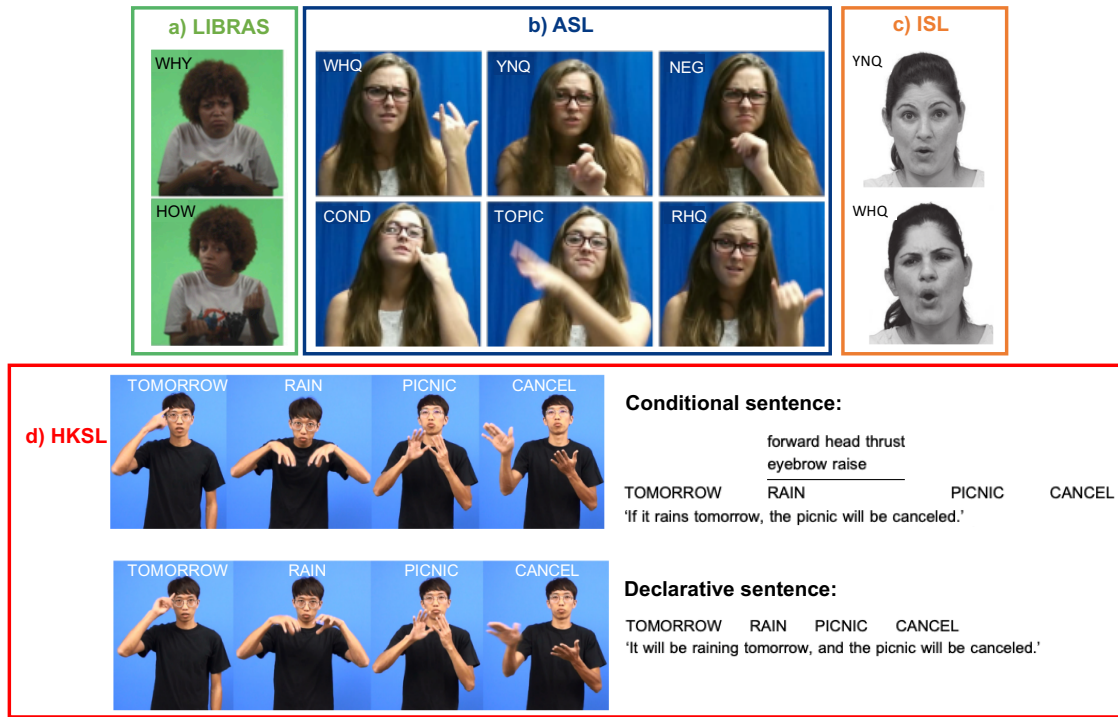 a) LIBRAS
WHY
HOW
b) ASL
WHQ YNQ NEG
COND TOPIC RHQ
c) ISL
YNQ
WHQ
d) HKSL
TOMORROW RAIN PICNIC CANCEL
Conditional sentence:
forward head thrust
eyebrow raise
TOMORROW RAIN PICNIC CANCEL
‘If it rains tomorrow, the picnic will be canceled.’
TOMORROW RAIN PICNIC CANCEL
Declarative sentence:
TOMORROW RAIN PICNIC CANCEL
‘It will be raining tomorrow, and the picnic will be canceled.’